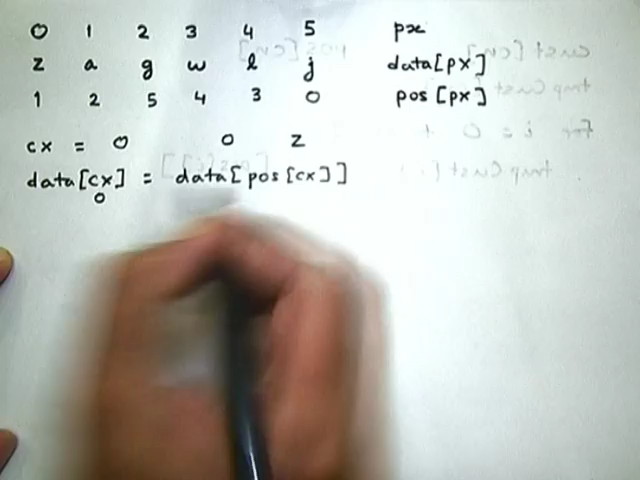 0 1 2 3 4 5 px
z a g w l j data[px]
1 2 5 4 3 0 pos[px]
cx = 0 0 z
data[cx] = data[pos[cx]]
0